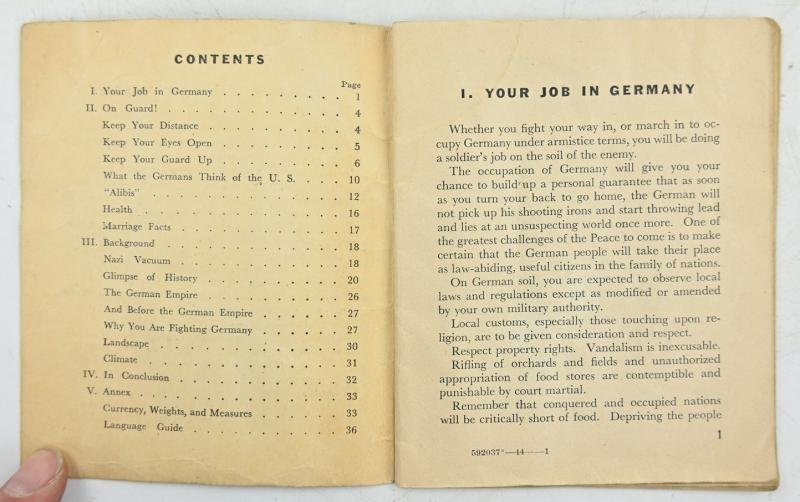 CONTENTS
Page
I. Your Job in Germany . . . . . . . . . 1
II. On Guard! . . . . . . . . . . . . 4
Keep Your Distance . . . . . . . . . 4
Keep Your Eyes Open . . . . . . . . 5
Keep Your Guard Up . . . . . . . . 6
What the Germans Think of the U. S. . . . 10
"Alibis" . . . . . . . . . . . . . 12
Health . . . . . . . . . . . . . 16
Marriage Facts . . . . . . . . . . 17
III. Background . . . . . . . . . . . . 18
Nazi Vacuum . . . . . . . . . . . 18
Glimpse of History . . . . . . . . . 20
The German Empire . . . . . . . . . 26
And Before the German Empire . . . . . 27
Why You Are Fighting Germany . . . . . 27
Landscape . . . . . . . . . . . . 30
Climate . . . . . . . . . . . . . 31
IV. In Conclusion . . . . . . . . . . . 32
V. Annex . . . . . . . . . . . . . . 33
Currency, Weights, and Measures . . . . . 33
Language Guide . . . . . . . . . . 36
I. YOUR JOB IN GERMANY
Whether you fight your way in, or march in to oc-
cupy Germany under armistice terms, you will be doing
a soldier's job on the soil of the enemy.
The occupation of Germany will give you your
chance to build up a personal guarantee that as soon
as you turn your back to go home, the German will
not pick up his shooting irons and start throwing lead
and lies at an unsuspecting world once more. One of
the greatest challenges of the Peace to come is to make
certain that the German people will take their place
as law-abiding, useful citizens in the family of nations.
On German soil, you are expected to observe local
laws and regulations except as modified or amended
by your own military authority.
Local customs, especially those touching upon re-
ligion, are to be given consideration and respect.
Respect property rights. Vandalism is inexcusable.
Rifling of orchards and fields and unauthorized
appropriation of food stores are contemptible and
punishable by court martial.
Remember that conquered and occupied nations
will be critically short of food. Depriving the people
1
592037°—44——1